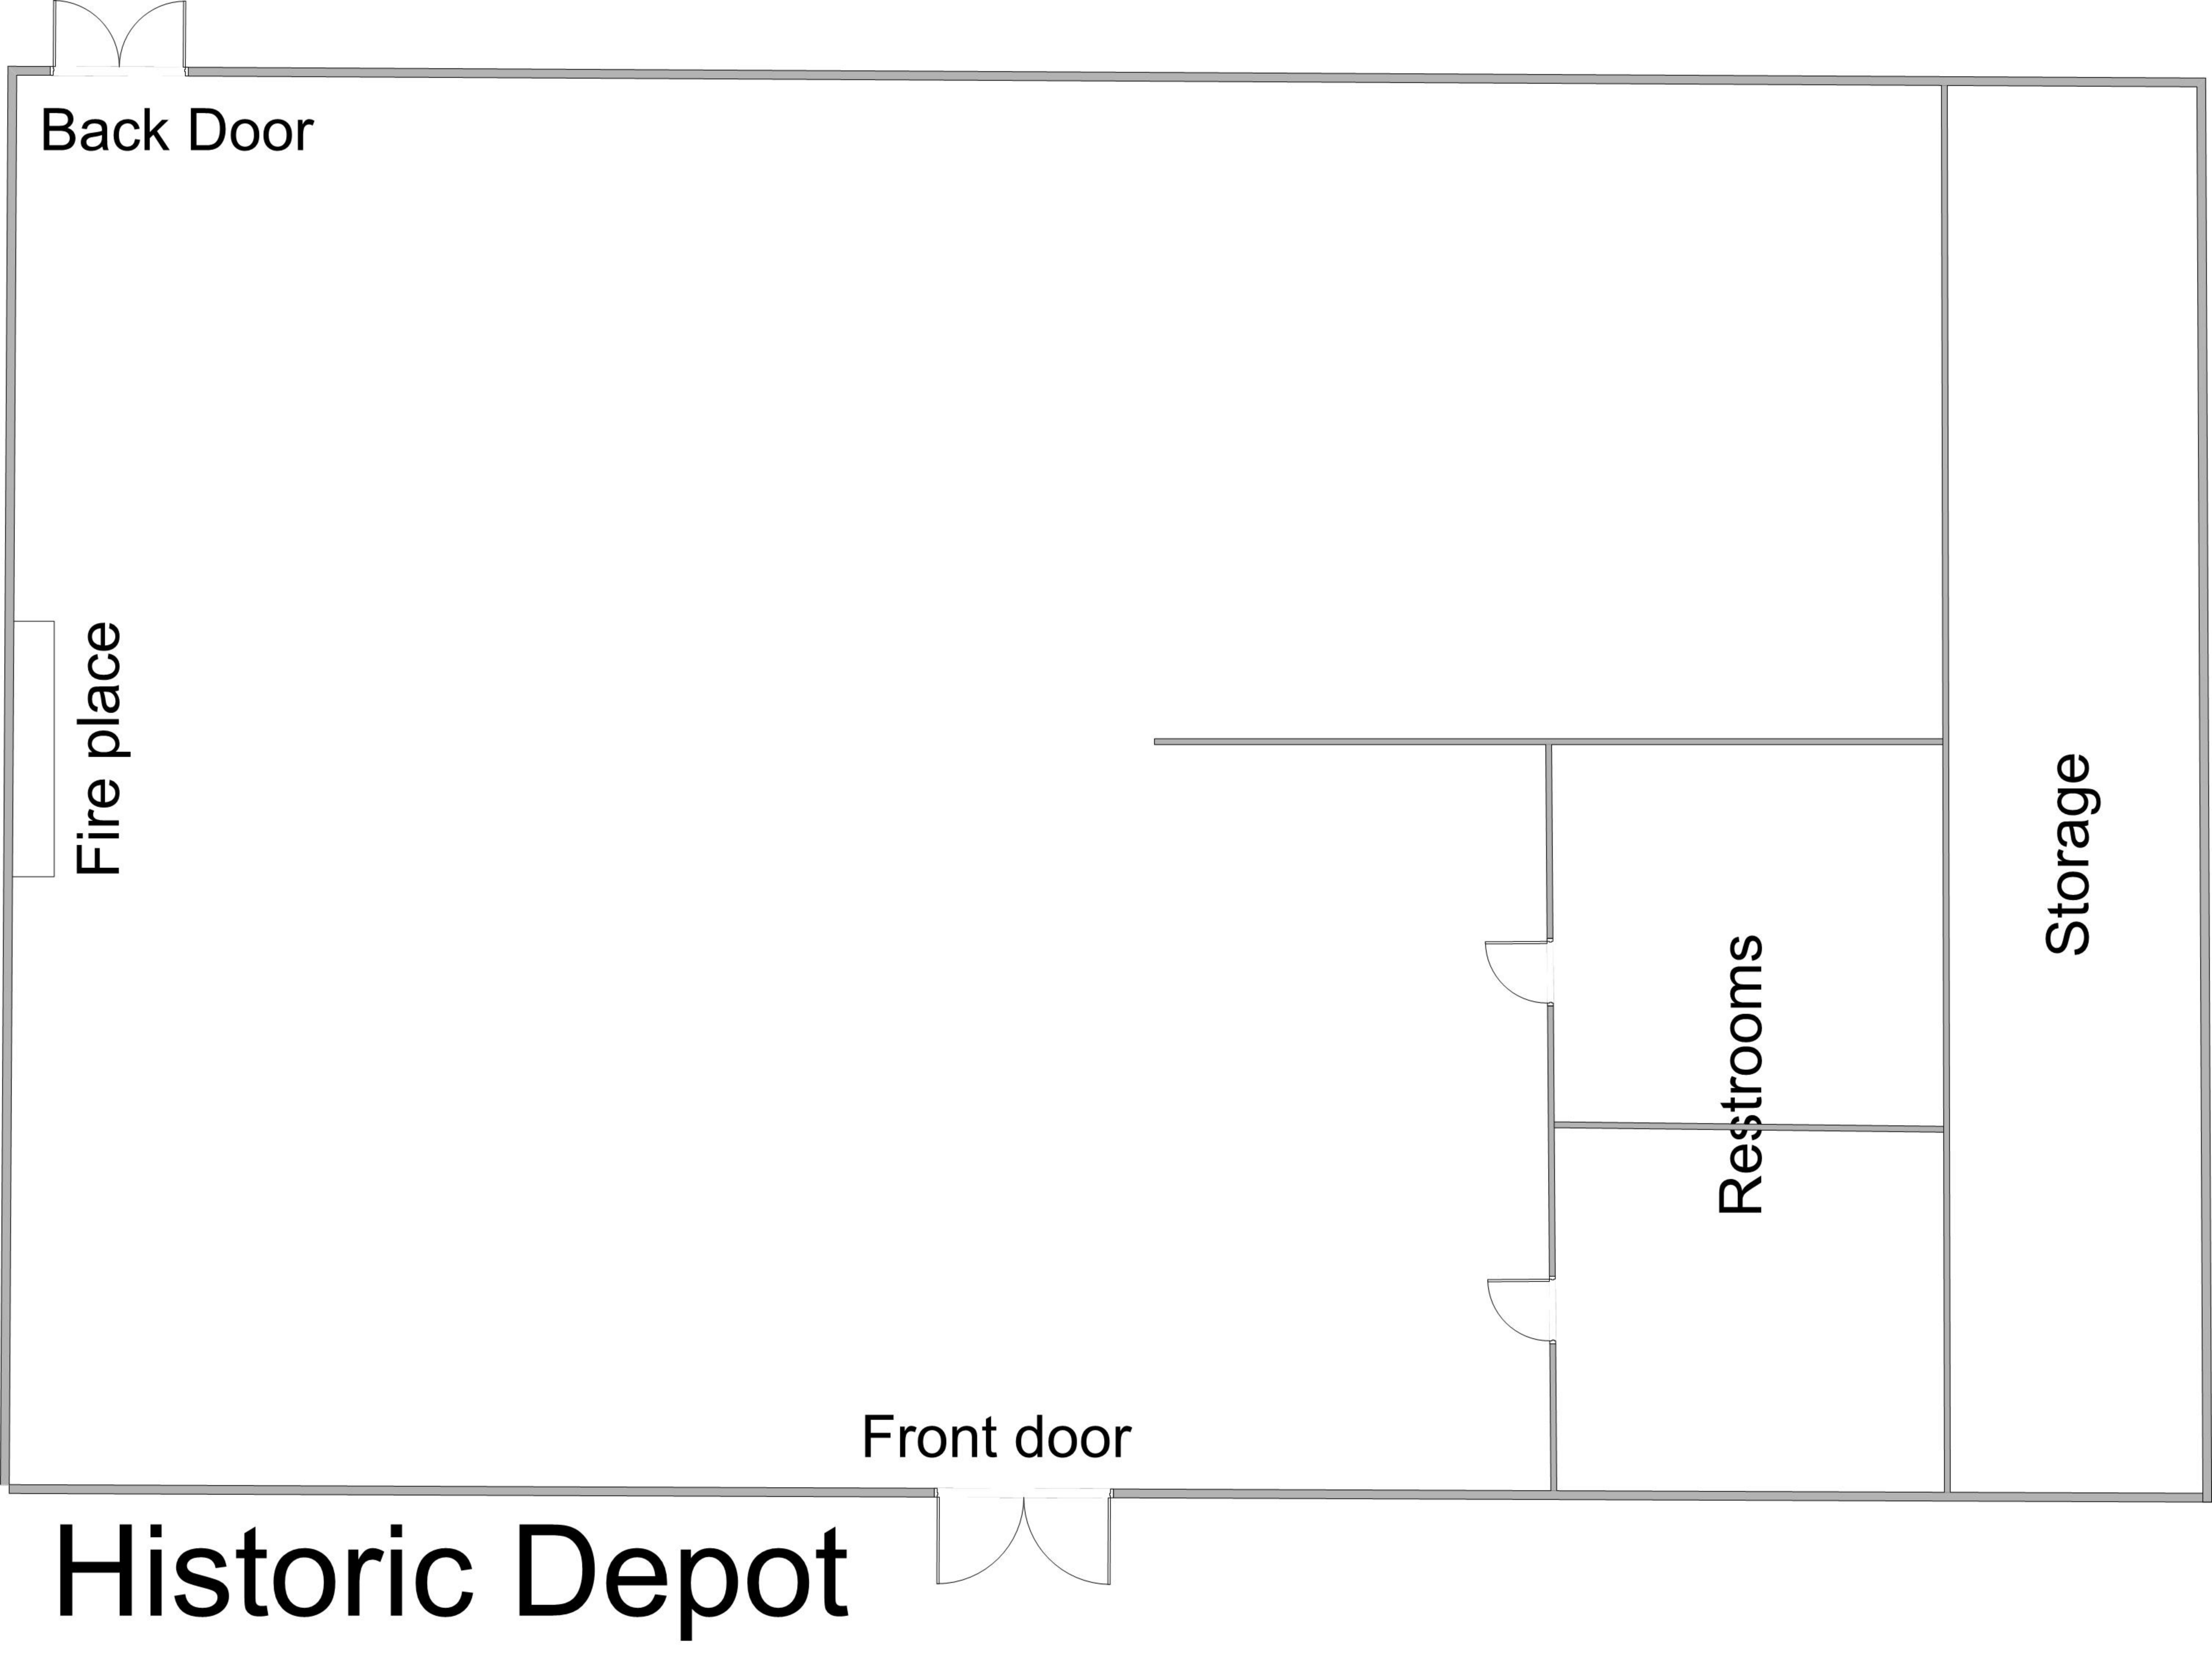 Back Door
Fire place
Storage
Restrooms
Front door
Historic Depot